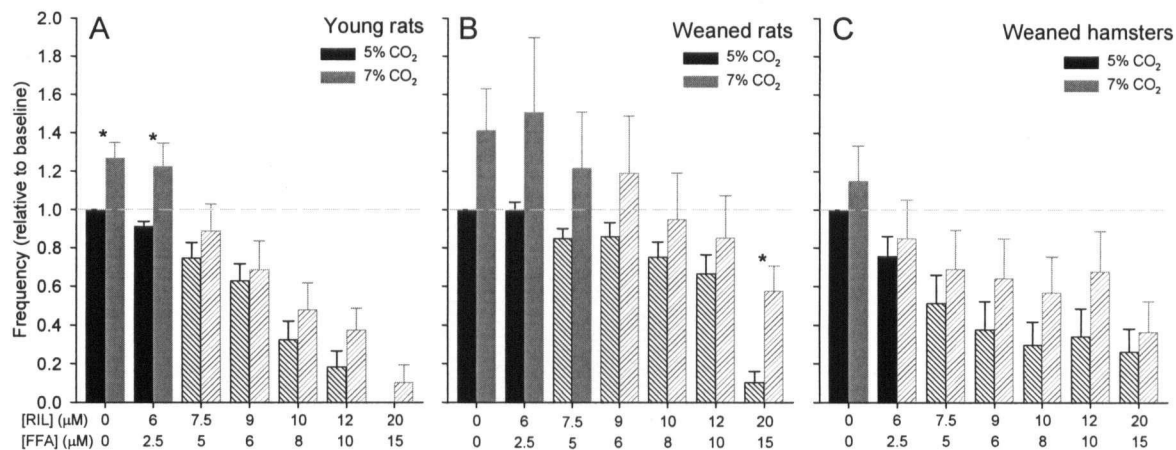 A
Young rats
5% CO₂
7% CO₂
B
Weaned rats
5% CO₂
7% CO₂
C
Weaned hamsters
5% CO₂
7% CO₂
Frequency (relative to baseline)
2.0
1.8
1.6
1.4
1.2
1.0
0.8
0.6
0.4
0.2
0.0
* *
*
[RIL] (µM) 0 6 7.5 9 10 12 20 0 6 7.5 9 10 12 20 0 6 7.5 9 10 12 20
[FFA] (µM) 0 2.5 5 6 8 10 15 0 2.5 5 6 8 10 15 0 2.5 5 6 8 10 15